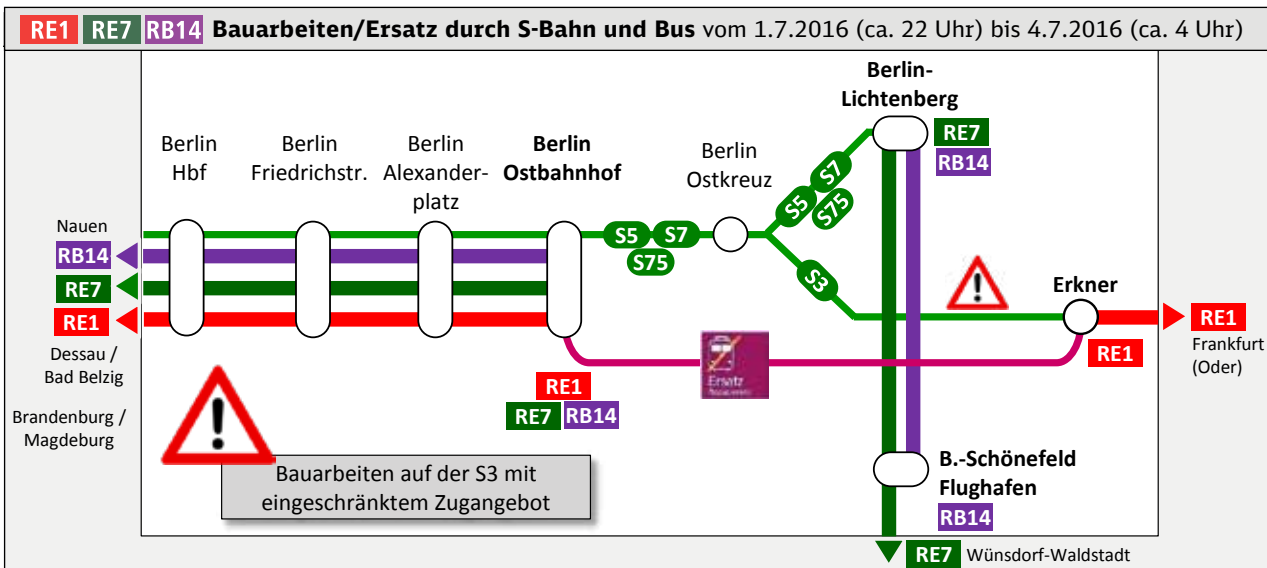 RE1 RE7 RB14 Bauarbeiten/Ersatz durch S-Bahn und Bus vom 1.7.2016 (ca. 22 Uhr) bis 4.7.2016 (ca. 4 Uhr)
Berlin
Hbf
Berlin
Friedrichstr.
Berlin
Alexander-
platz
Berlin
Ostbahnhof
Berlin
Ostkreuz
Berlin-
Lichtenberg
RE7
RB14
S5 S7
S75
S5 S7
S75
S3
Nauen
RB14
RE7
RE1
Dessau /
Bad Belzig
Brandenburg /
Magdeburg
Erkner
RE1
RE1
Frankfurt
(Oder)
Ersatz
RE1
RE7 RB14
Bauarbeiten auf der S3 mit
eingeschränktem Zugangebot
B.-Schönefeld
Flughafen
RB14
RE7 Wünsdorf-Waldstadt